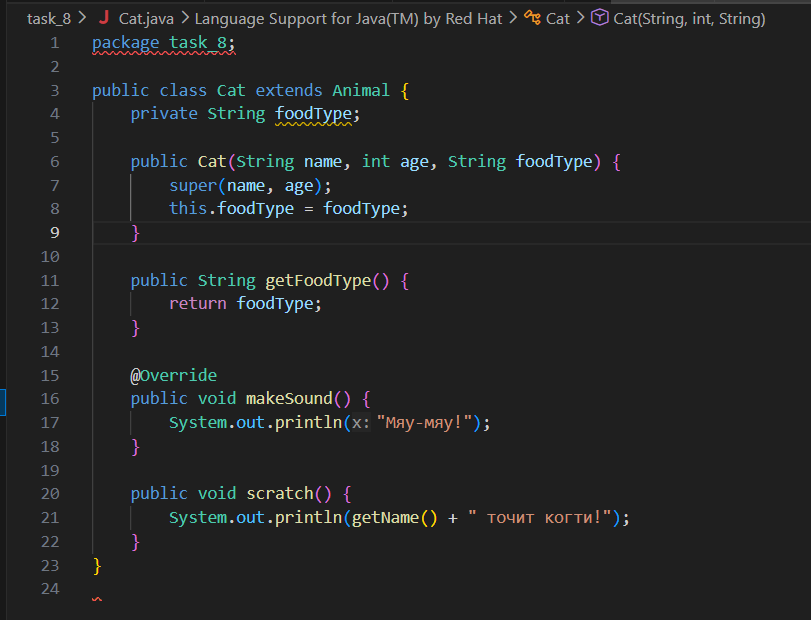 task_8 > J Cat.java > Language Support for Java(TM) by Red Hat > Cat > Cat(String, int, String)
1 package task_8;
2
3 public class Cat extends Animal {
4 private String foodType;
5
6 public Cat(String name, int age, String foodType) {
7 super(name, age);
8 this.foodType = foodType;
9 }
10
11 public String getFoodType() {
12 return foodType;
13 }
14
15 @Override
16 public void makeSound() {
17 System.out.println(x: "Мяу-мяу!");
18 }
19
20 public void scratch() {
21 System.out.println(getName() + " точит когти!");
22 }
23 }
24